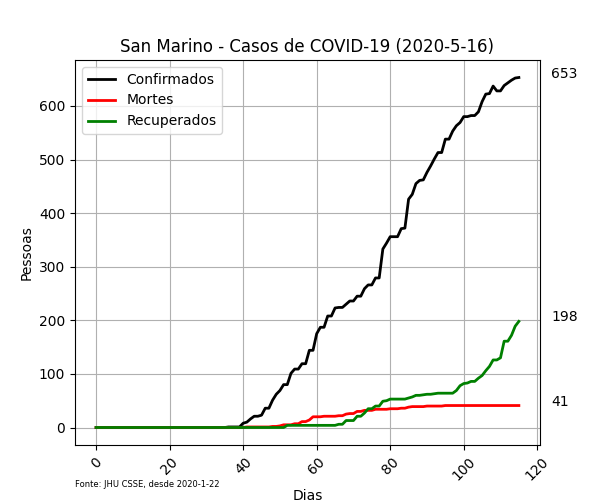 San Marino - Casos de COVID-19 (2020-5-16)
Confirmados
Mortes
Recuperados
653
198
41
Pessoas
600
500
400
300
200
100
0
0
20
40
60
80
100
120
Fonte: JHU CSSE, desde 2020-1-22
Dias